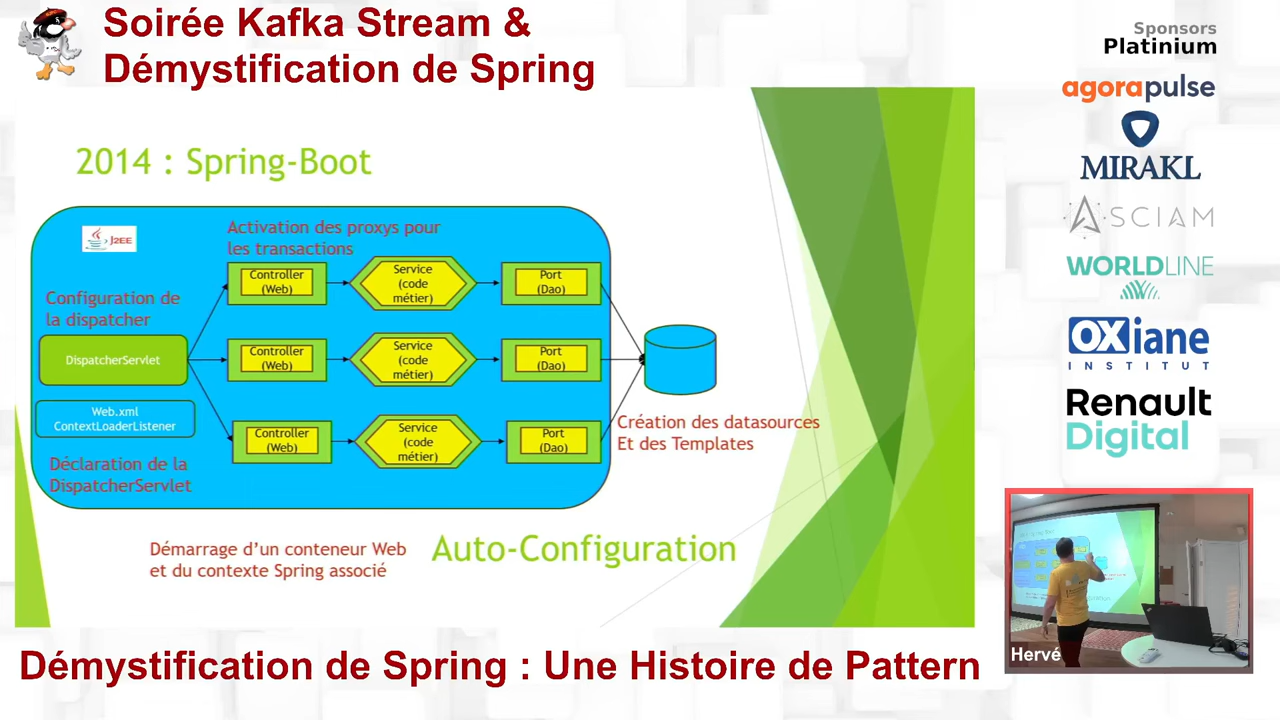 Soirée Kafka Stream &
Démystification de Spring
Sponsors
Platinium
agorapulse
MIRAKL
ASCIAM
WORLDLINE
OXiane
INSTITUT
Renault
Digital
2014 : Spring-Boot
J2EE
Activation des proxys pour
les transactions
Configuration de
la dispatcher
DispatcherServlet
Web.xml
ContextLoaderListener
Déclaration de la
DispatcherServlet
Controller
(Web)
Service
(code
métier)
Port
(Dao)
Controller
(Web)
Service
(code
métier)
Port
(Dao)
Controller
(Web)
Service
(code
métier)
Port
(Dao)
Création des datasources
Et des Templates
Démarrage d'un conteneur Web
et du contexte Spring associé
Auto-Configuration
Hervé
Démystification de Spring : Une Histoire de Pattern